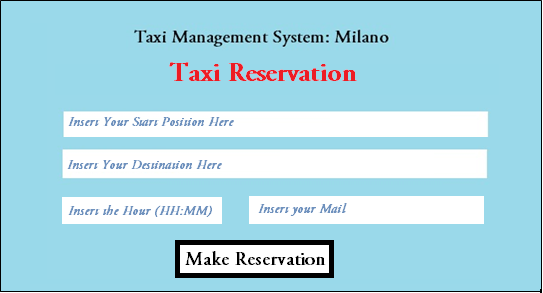 Taxi Management System: Milano
Taxi Reservation
Insert Your Start Position Here
Insert Your Destination Here
Insert the Hour (HH:MM)
Insert your Mail
Make Reservation